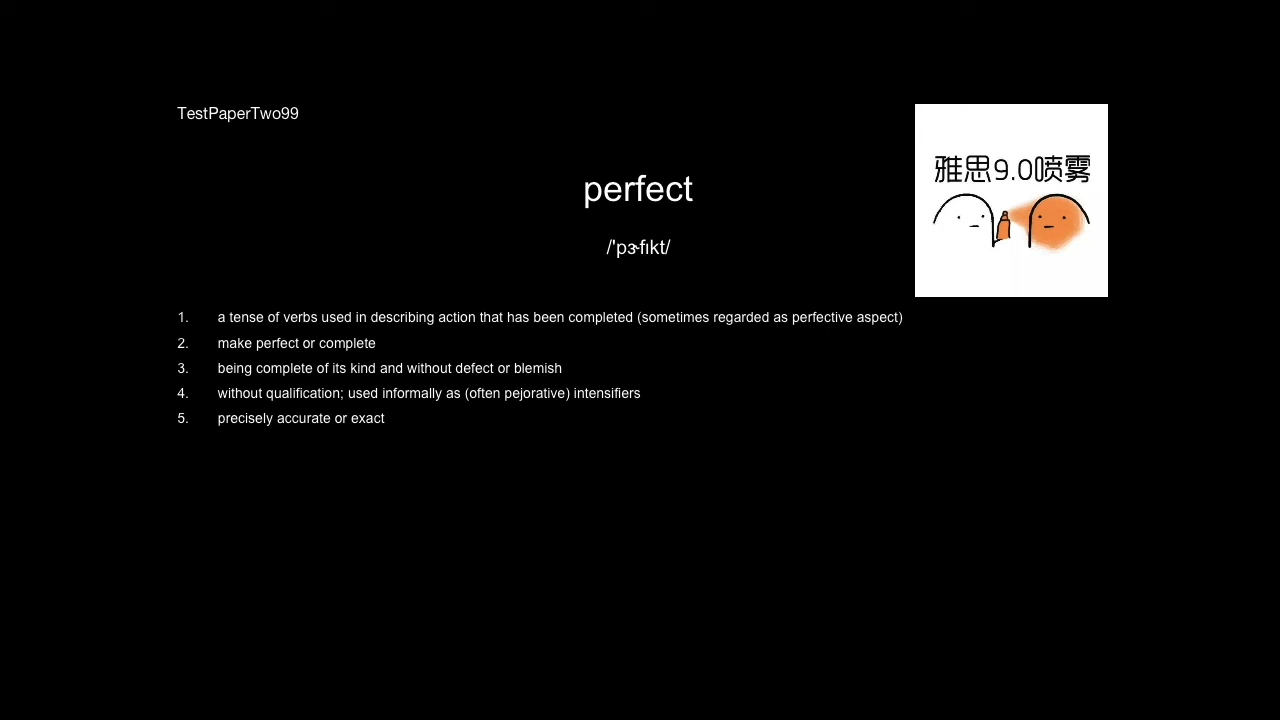 TestPaperTwo99
雅思9.0喷雾
perfect
/'pɝfɪkt/
1. a tense of verbs used in describing action that has been completed (sometimes regarded as perfective aspect)
2. make perfect or complete
3. being complete of its kind and without defect or blemish
4. without qualification; used informally as (often pejorative) intensifiers
5. precisely accurate or exact